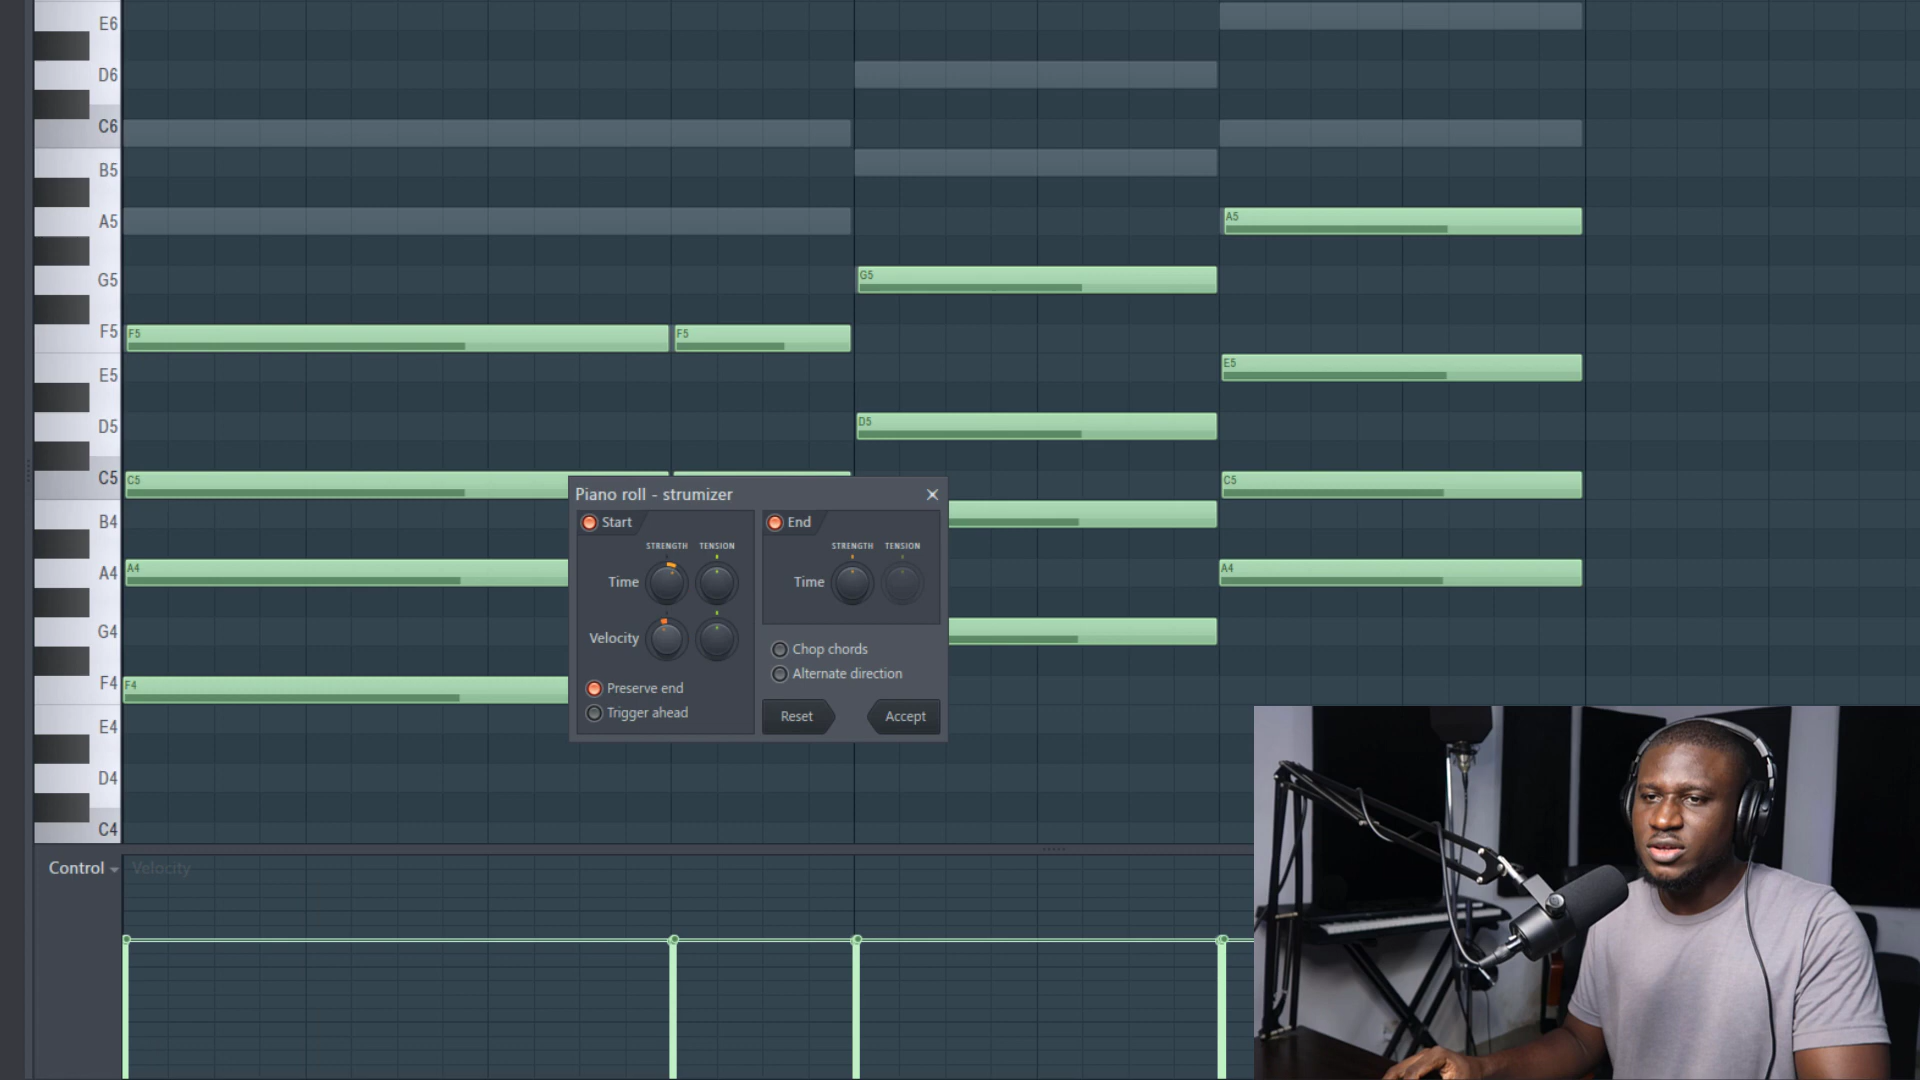 E6
D6
C6
B5
A5
A5
G5
G5
F5
F5
F5
E5
E5
D5
D5
C5
C5
C5
Piano roll - strumizer
B4
Start
End
STRENGTH TENSION
STRENGTH TENSION
A4
A4
A4
Time
Time
G4
Velocity
Chop chords
Alternate direction
F4
F4
Preserve end
Trigger ahead
Reset
Accept
E4
D4
C4
Control
Velocity